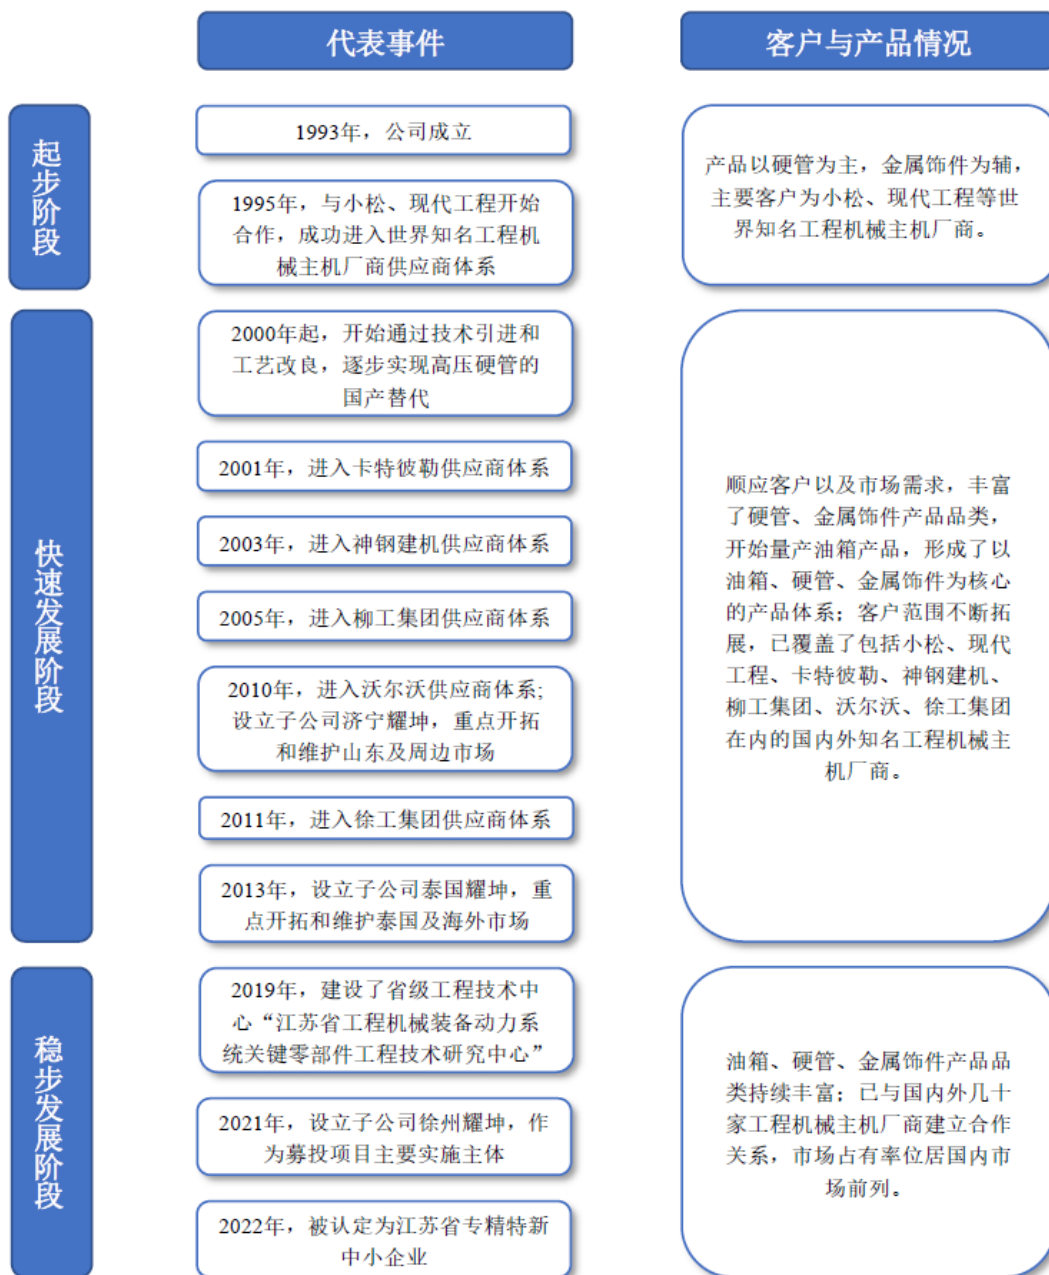 代表事件
客户与产品情况
起步阶段
1993年，公司成立
1995年，与小松、现代工程开始
合作，成功进入世界知名工程机
械主机厂商供应商体系
产品以硬管为主，金属饰件为辅，
主要客户为小松、现代工程等世
界知名工程机械主机厂商。
快速发展阶段
2000年起，开始通过技术引进和
工艺改良，逐步实现高压硬管的
国产替代
2001年，进入卡特彼勒供应商体系
2003年，进入神钢建机供应商体系
2005年，进入柳工集团供应商体系
2010年，进入沃尔沃供应商体系;
设立子公司济宁耀坤，重点开拓
和维护山东及周边市场
2011年，进入徐工集团供应商体系
2013年，设立子公司泰国耀坤，重
点开拓和维护泰国及海外市场
顺应客户以及市场需求，丰富
了硬管、金属饰件产品品类，
开始量产油箱产品，形成了以
油箱、硬管、金属饰件为核心
的产品体系；客户范围不断拓
展，已覆盖了包括小松、现代
工程、卡特彼勒、神钢建机、
柳工集团、沃尔沃、徐工集团
在内的国内外知名工程机械主
机厂商。
稳步发展阶段
2019年，建设了省级工程技术中
心“江苏省工程机械装备动力系
统关键零部件工程技术研究中心”
2021年，设立子公司徐州耀坤，作
为募投项目主要实施主体
2022年，被认定为江苏省专精特新
中小企业
油箱、硬管、金属饰件产品品
类持续丰富；已与国内外几十
家工程机械主机厂商建立合作
关系，市场占有率位居国内市
场前列。